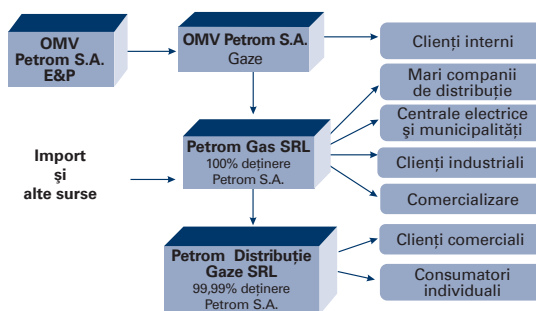 OMV
Petrom S.A.
E&P
OMV Petrom S.A.
Gaze
Clienți interni
Mari companii
de distribuție
Centrale electrice
și municipalități
Petrom Gas SRL
100% deținere
Petrom S.A.
Import
și
alte surse
Clienți industriali
Comercializare
Petrom Distribuție
Gaze SRL
99,99% deținere
Petrom S.A.
Clienți comerciali
Consumatori
individuali